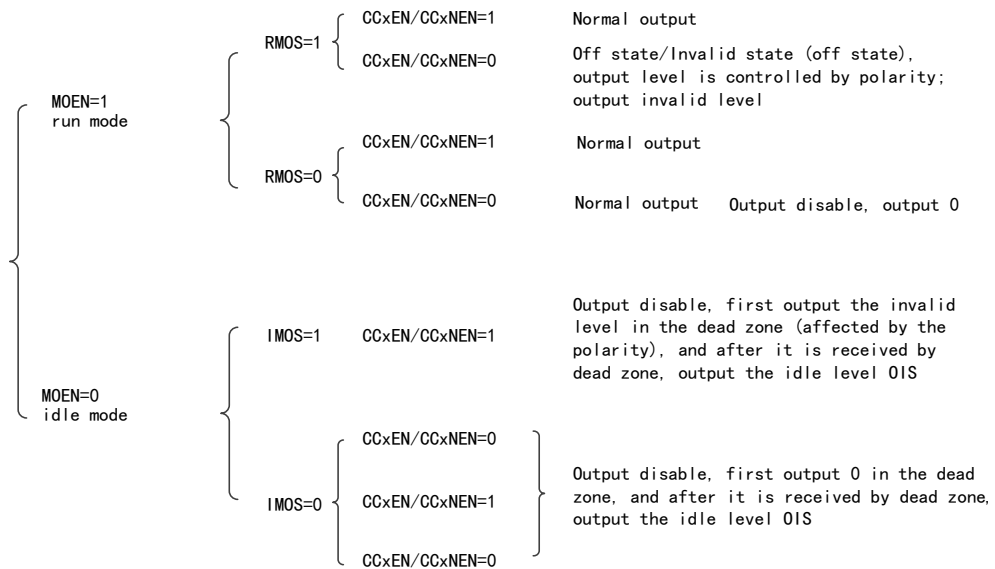 CCxEN/CCxNEN=1 Normal output
RMOS=1
CCxEN/CCxNEN=0 Off state/Invalid state (off state),
output level is controlled by polarity;
output invalid level
MOEN=1
run mode
CCxEN/CCxNEN=1 Normal output
RMOS=0
CCxEN/CCxNEN=0 Normal output Output disable, output 0
Output disable, first output the invalid
level in the dead zone (affected by the
IMOS=1 CCxEN/CCxNEN=1
polarity), and after it is received by
dead zone, output the idle level OIS
MOEN=0
idle mode
CCxEN/CCxNEN=0
Output disable, first output 0 in the dead
IMOS=0 CCxEN/CCxNEN=1
zone, and after it is received by dead zone,
output the idle level OIS
CCxEN/CCxNEN=0